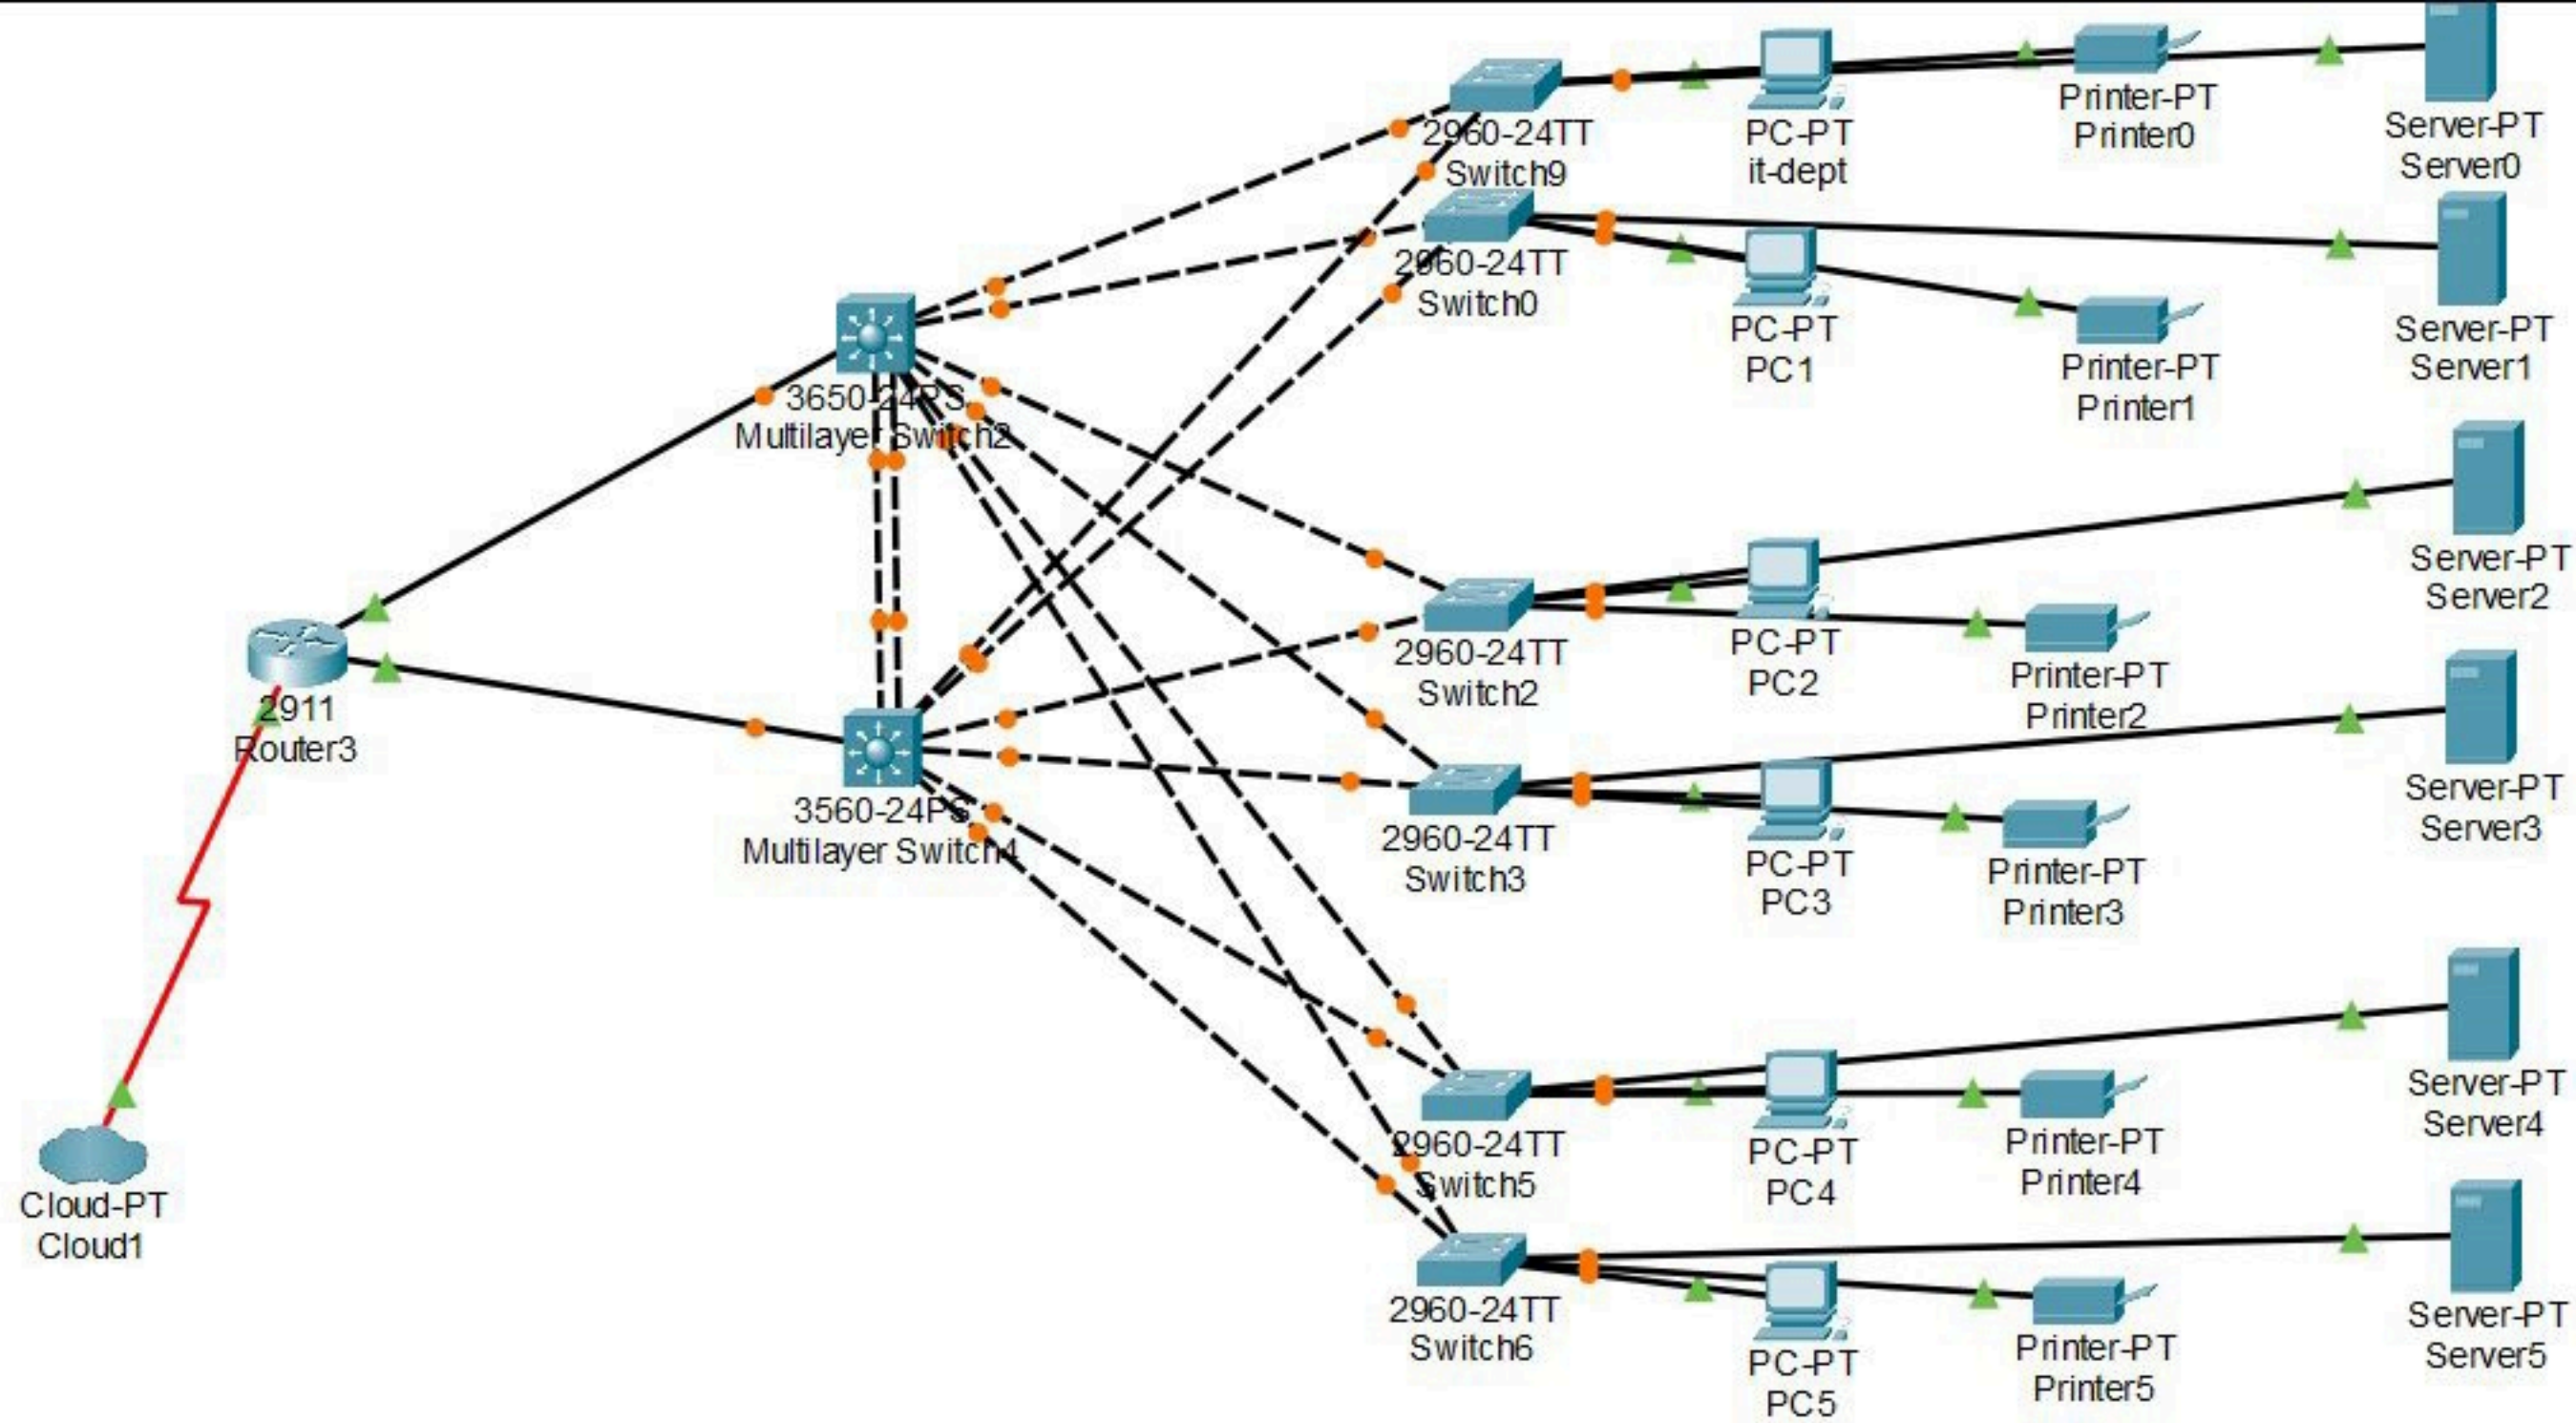 2960-24TT
Switch9
PC-PT
it-dept
Printer-PT
Printer0
Server-PT
Server0
2960-24TT
Switch0
PC-PT
PC1
Printer-PT
Printer1
Server-PT
Server1
3650-24PS
Multilayer Switch2
2960-24TT
Switch2
PC-PT
PC2
Printer-PT
Printer2
Server-PT
Server2
2911
Router3
3560-24PS
Multilayer Switch4
2960-24TT
Switch3
PC-PT
PC3
Printer-PT
Printer3
Server-PT
Server3
Cloud-PT
Cloud1
2960-24TT
Switch5
PC-PT
PC4
Printer-PT
Printer4
Server-PT
Server4
2960-24TT
Switch6
PC-PT
PC5
Printer-PT
Printer5
Server-PT
Server5